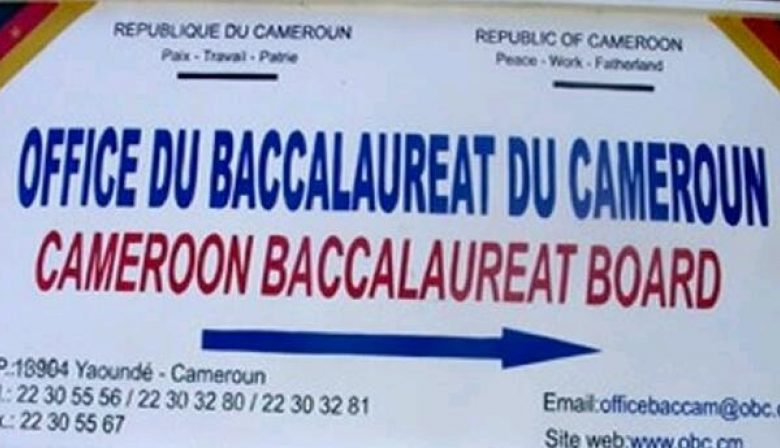 REPUBLIQUE DU CAMEROUN
Paix - Travail - Patrie
REPUBLIC OF CAMEROON
Peace - Work - Fatherland
OFFICE DU BACCALAUREAT DU CAMEROUN
CAMEROON BACCALAUREAT BOARD
P.:13904 Yaoundé - Cameroun
.: 22 30 55 56 / 22 30 32 80 / 22 30 32 81
.: 22 30 55 67
Email:officebaccam@obc.c
Site web:www.obc.cm